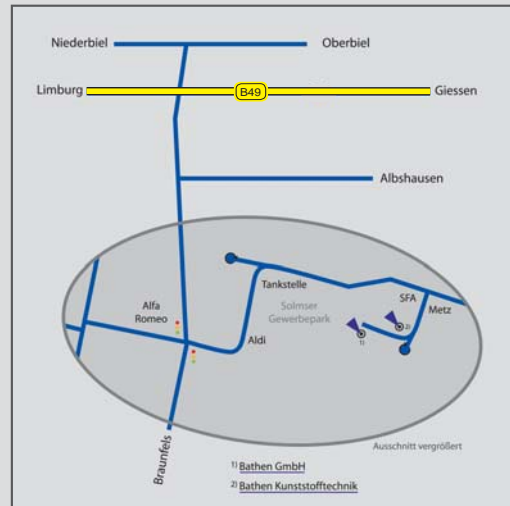 Niederbiel
Oberbiel
Limburg
B49
Giessen
Albshausen
Tankstelle
Alfa
Romeo
Solmser
Gewerbepark
SFA
Metz
Aldi
1)
2)
Braunfels
Ausschnitt vergrößert
1) Bathen GmbH
2) Bathen Kunststofftechnik